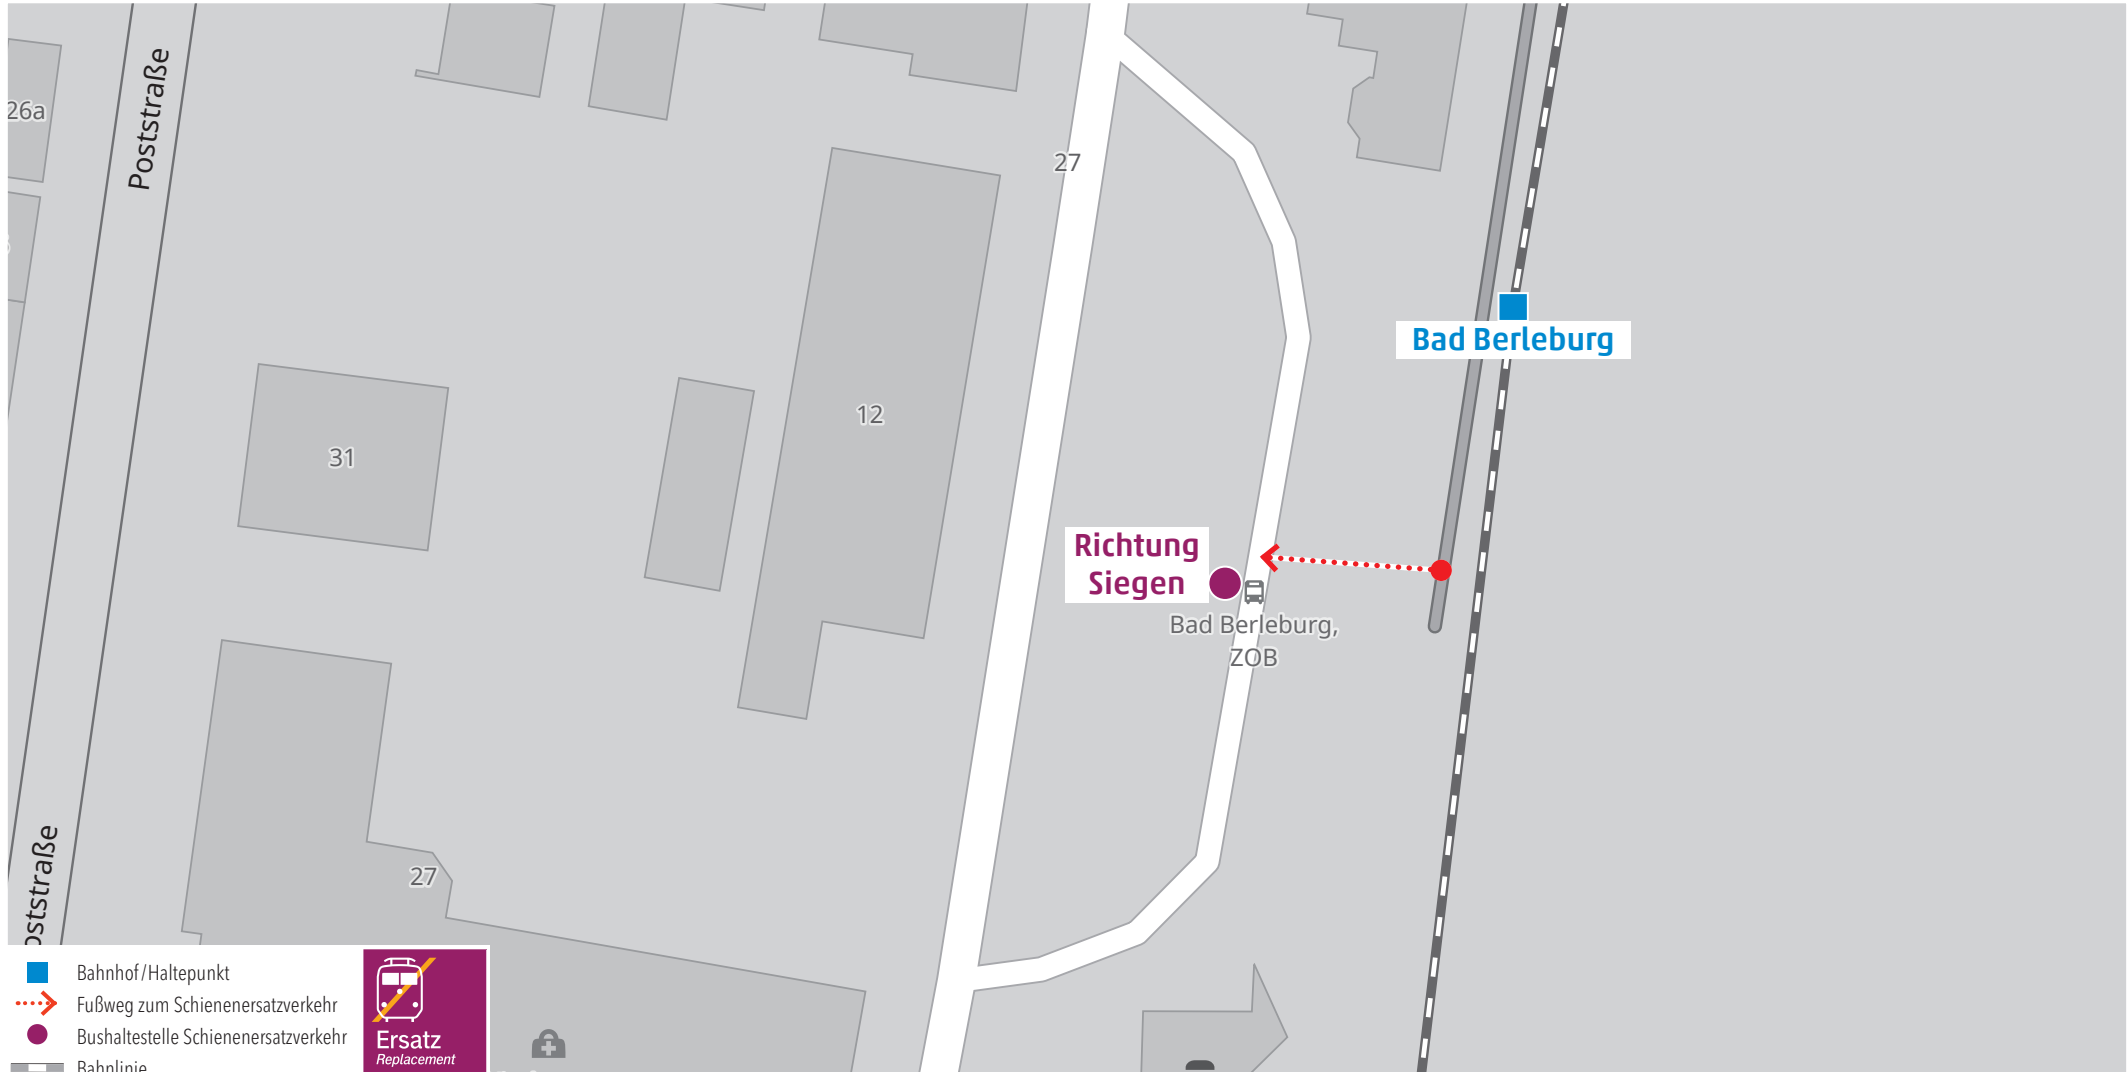 26a
Poststraße
27
Bad Berleburg
12
31
Richtung
Siegen
Bad Berleburg,
ZOB
27
Bahnhof/Haltepunkt
Fußweg zum Schienenersatzverkehr
Bushaltestelle Schienenersatzverkehr
Bahnlinie
Ersatz
Replacement